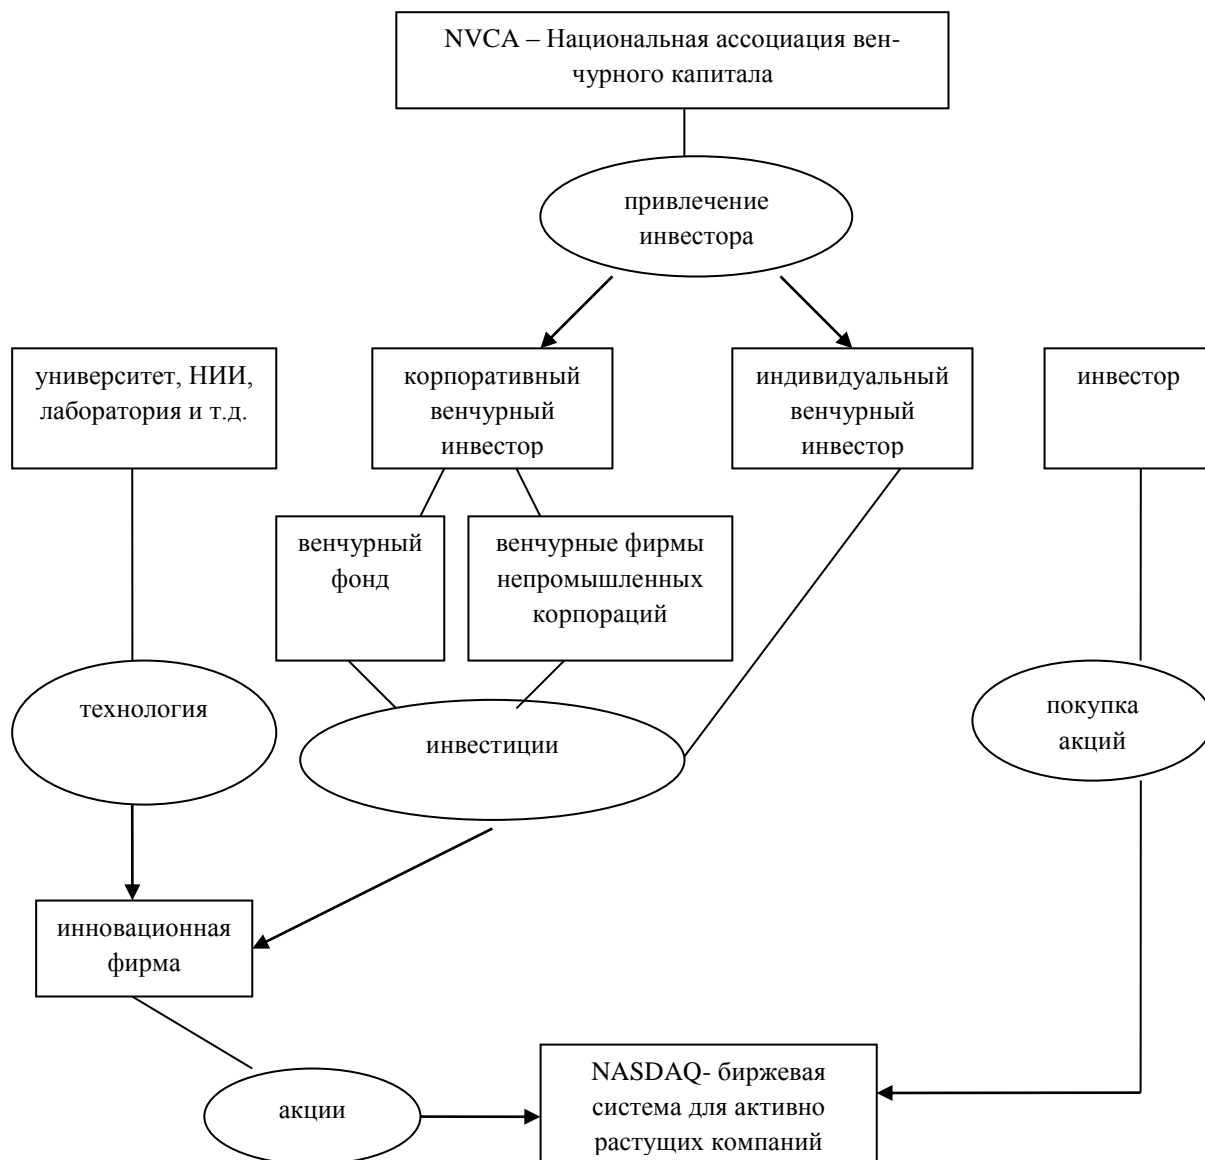 NVCA – Национальная ассоциация вен-
чурного капитала
привлечение
инвестора
университет, НИИ,
лаборатория и т.д.
корпоративный
венчурный
инвестор
индивидуальный
венчурный
инвестор
инвестор
венчурный
фонд
венчурные фирмы
непромышленных
корпораций
технология
инвестиции
покупка
акций
инновационная
фирма
акции
NASDAQ- биржевая
система для активно
растущих компаний